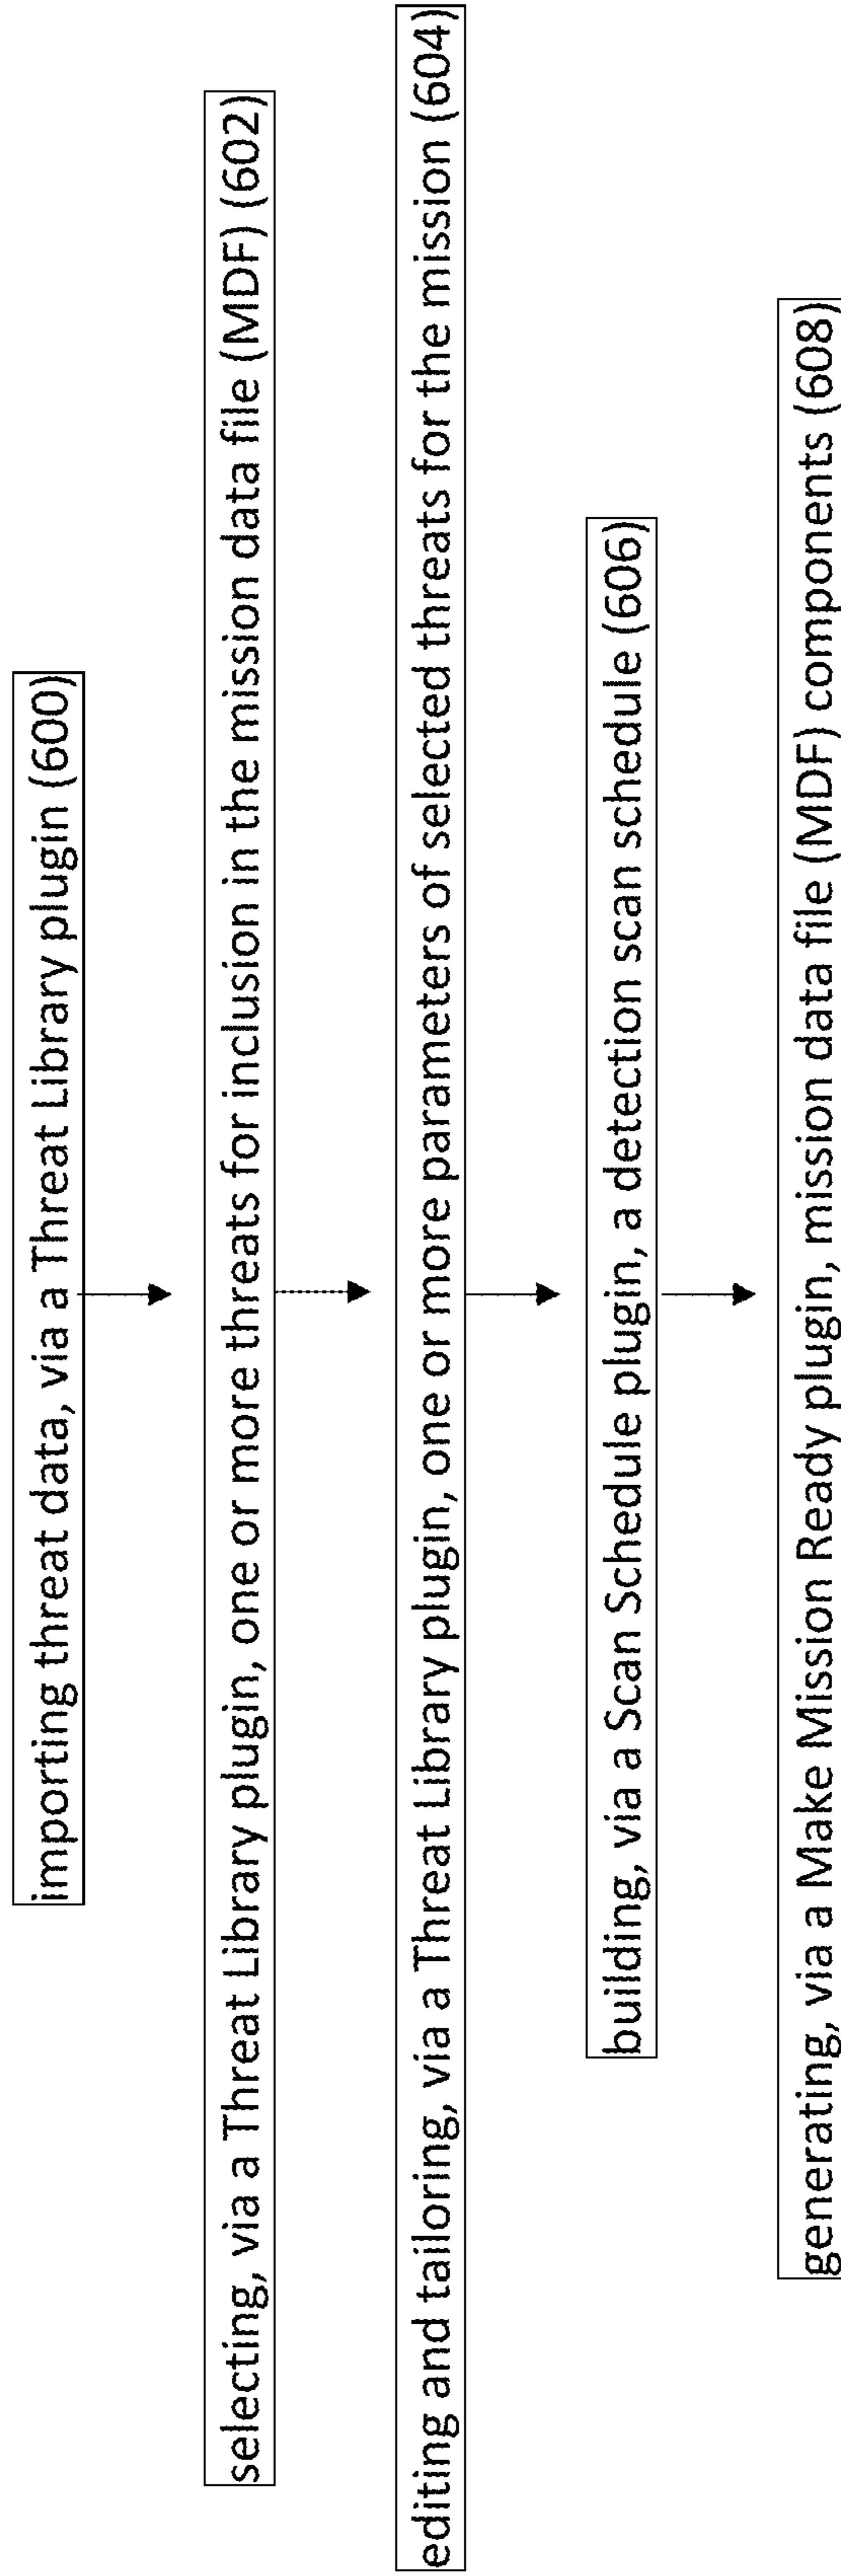 importing threat data, via a Threat Library plugin (600)
selecting, via a Threat Library plugin, one or more threats for inclusion in the mission data file (MDF) (602)
editing and tailoring, via a Threat Library plugin, one or more parameters of selected threats for the mission (604)
building, via a Scan Schedule plugin, a detection scan schedule (606)
generating, via a Make Mission Ready plugin, mission data file (MDF) components (608)